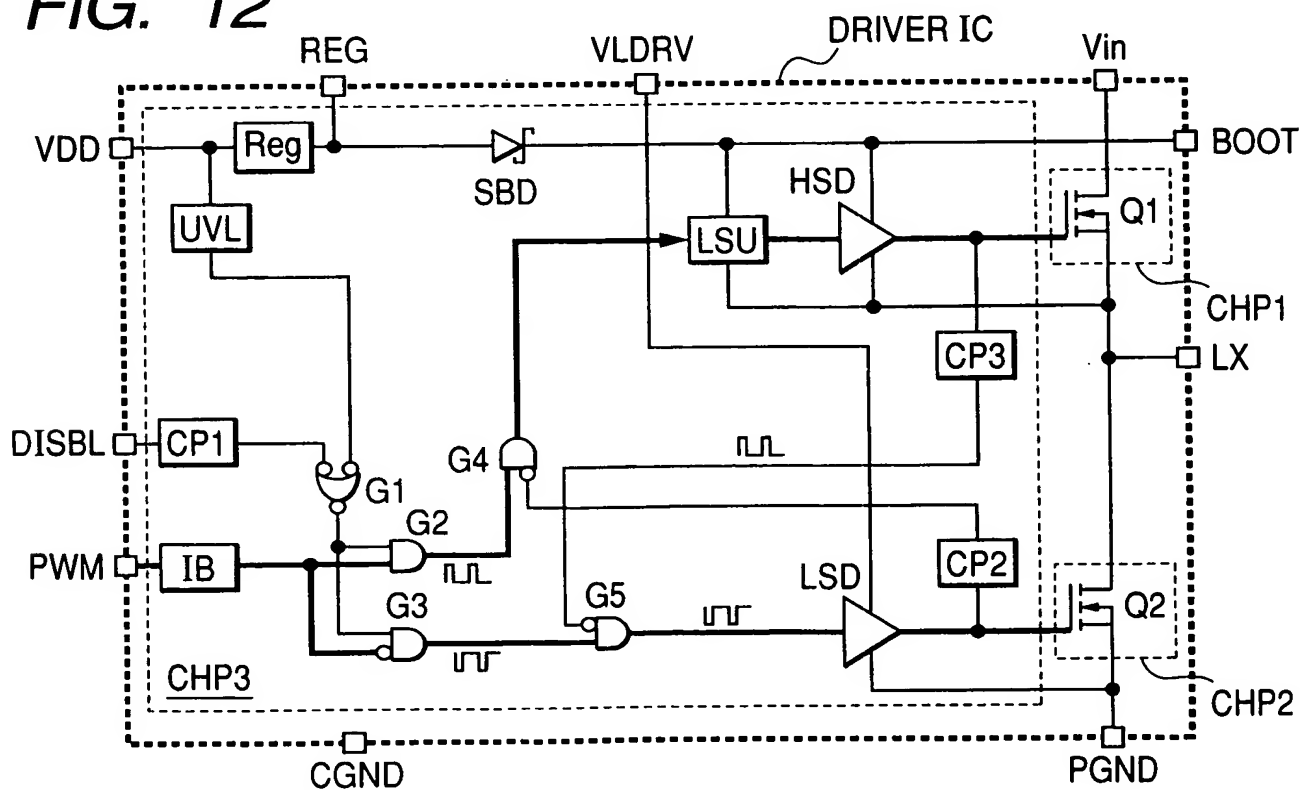 FIG. 12
DRIVER IC
REG
VLDRV
Vin
VDD
Reg
BOOT
SBD
HSD
Q1
UVL
LSU
CHP1
CP3
LX
DISBL
CP1
G4
G1
G2
PWM
IB
CP2
LSD
G3
G5
Q2
CHP3
CHP2
CGND
PGND